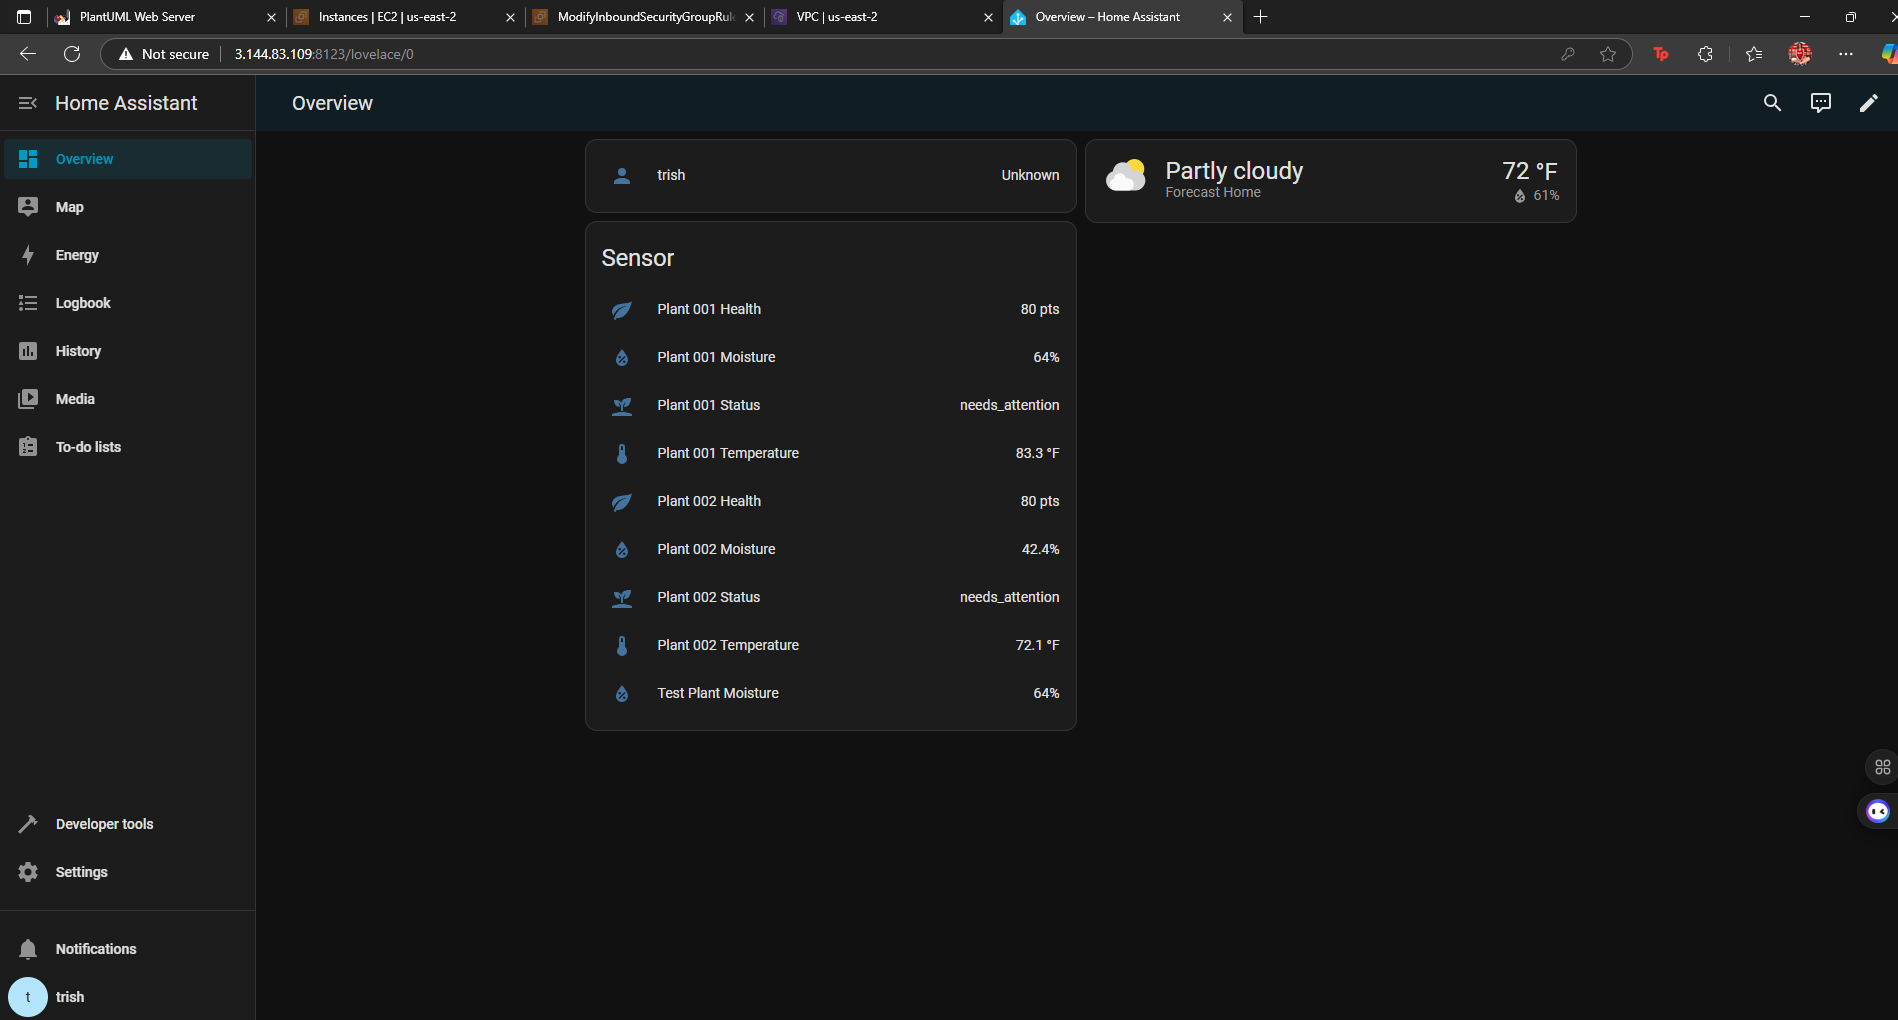 PlantUML Web Server
Instances | EC2 | us-east-2
ModifyInboundSecurityGroupRul
VPC | us-east-2
Overview – Home Assistant
Not secure
3.144.83.109:8123/lovelace/0
Tp
Home Assistant
Overview
Overview
Map
Energy
Logbook
History
Media
To-do lists
Developer tools
Settings
Notifications
t
trish
trish
Unknown
Partly cloudy
72 °F
Forecast Home
61%
Sensor
Plant 001 Health
80 pts
Plant 001 Moisture
64%
Plant 001 Status
needs_attention
Plant 001 Temperature
83.3 °F
Plant 002 Health
80 pts
Plant 002 Moisture
42.4%
Plant 002 Status
needs_attention
Plant 002 Temperature
72.1 °F
Test Plant Moisture
64%